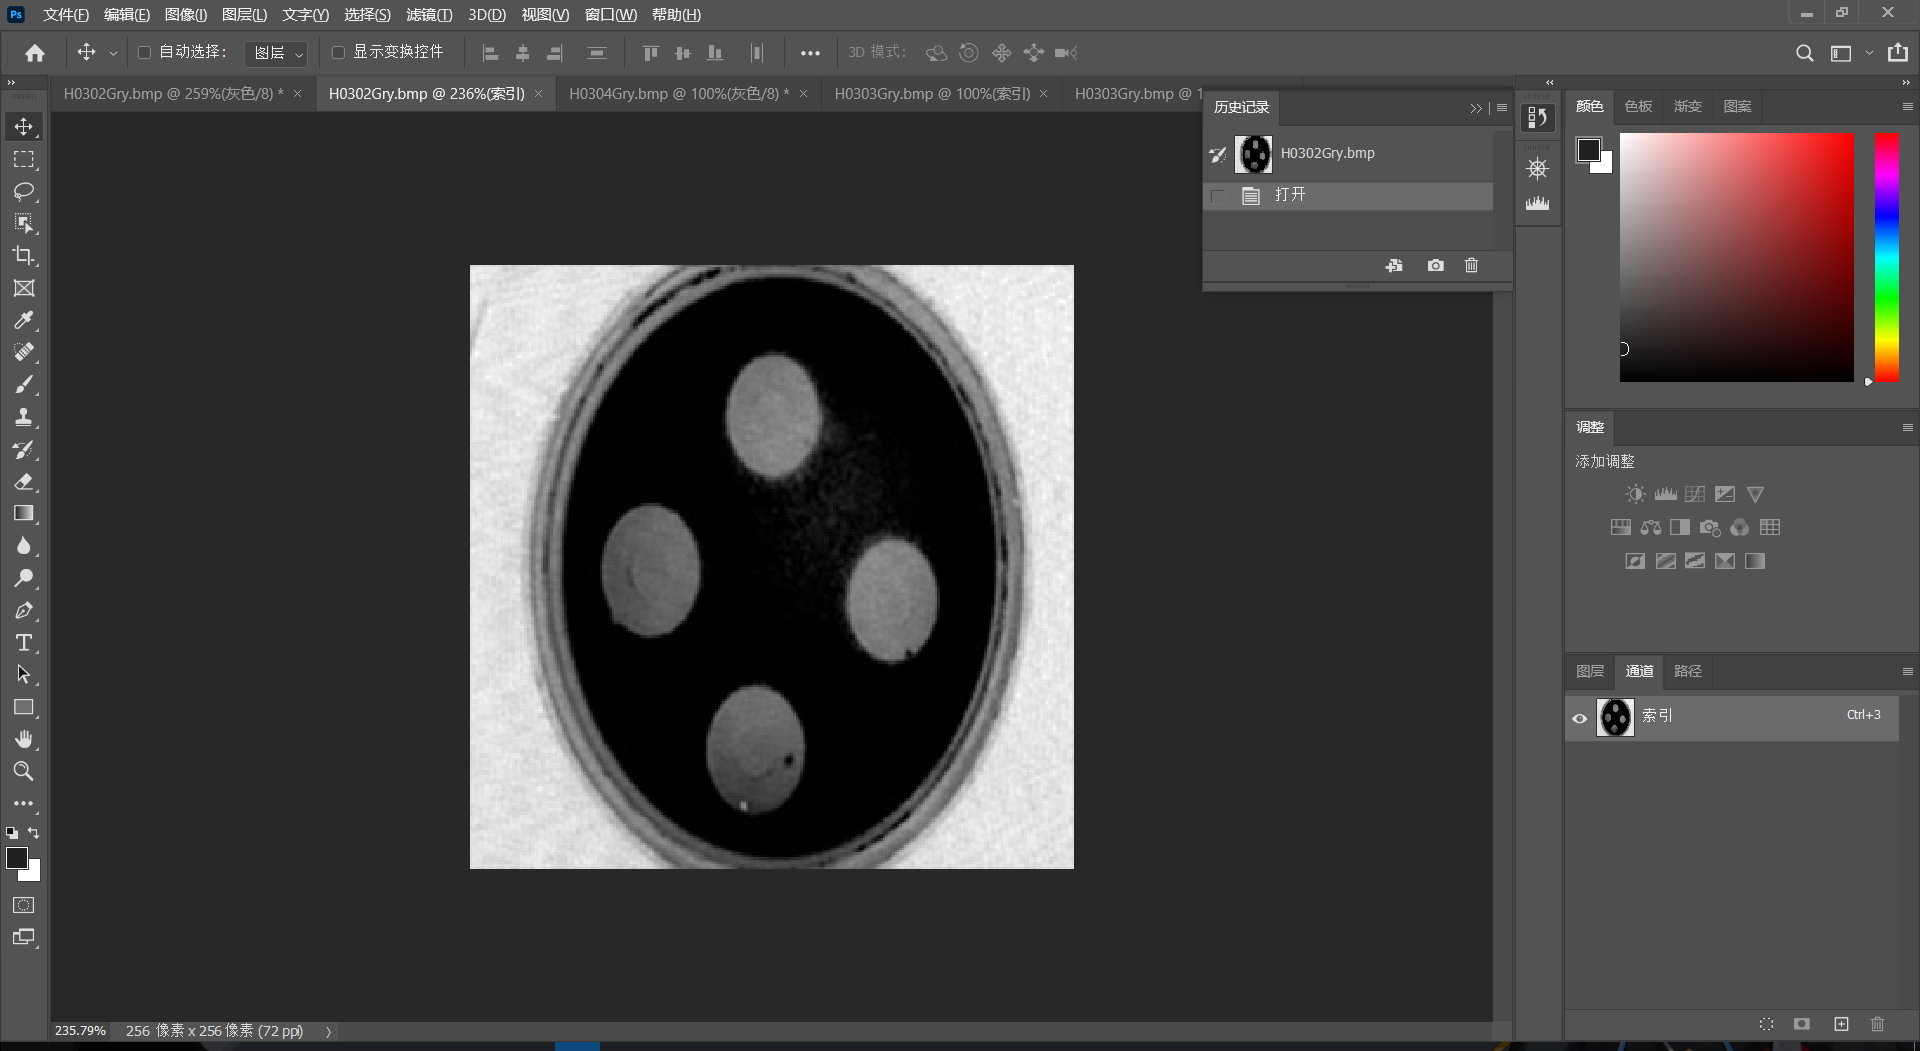 Ps 文件(F) 编辑(E) 图像(I) 图层(L) 文字(Y) 选择(S) 滤镜(T) 3D(D) 视图(V) 窗口(W) 帮助(H)
自动选择： 图层 显示变换控件 3D 模式：
H0302Gry.bmp @ 259%(灰色/8) * × H0302Gry.bmp @ 236%(索引) × H0304Gry.bmp @ 100%(灰色/8) * × H0303Gry.bmp @ 100%(索引) × H0303Gry.bmp @ 1
历史记录
H0302Gry.bmp
打开
颜色 色板 渐变 图案
调整
添加调整
图层 通道 路径
索引 Ctrl+3
235.79% 256 像素 x 256 像素 (72 ppi)